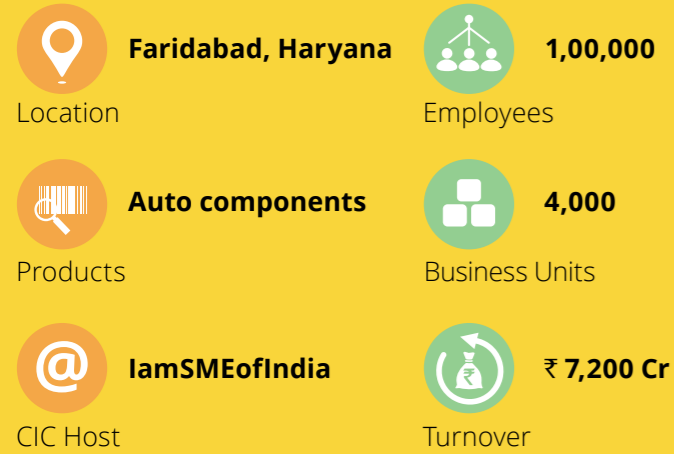 Faridabad, Haryana
Location
1,00,000
Employees
Auto components
Products
4,000
Business Units
@
IamSMEofIndia
CIC Host
₹
₹ 7,200 Cr
Turnover